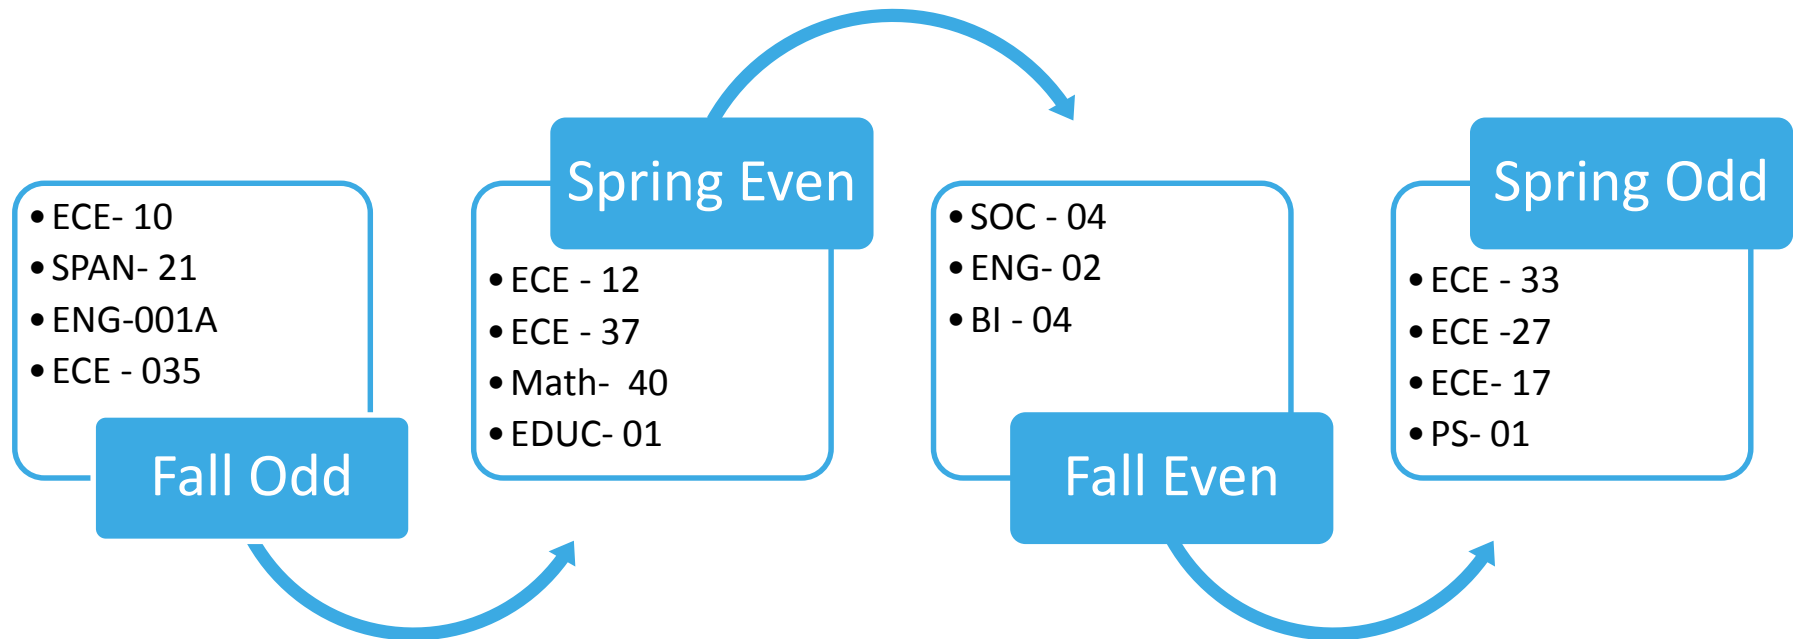 • ECE- 10
• SPAN- 21
• ENG-001A
• ECE - 035
Fall Odd
Spring Even
• ECE - 12
• ECE - 37
• Math-  40
• EDUC- 01
• SOC - 04
• ENG- 02
• BI - 04
Fall Even
Spring Odd
• ECE - 33
• ECE -27
• ECE- 17
• PS- 01